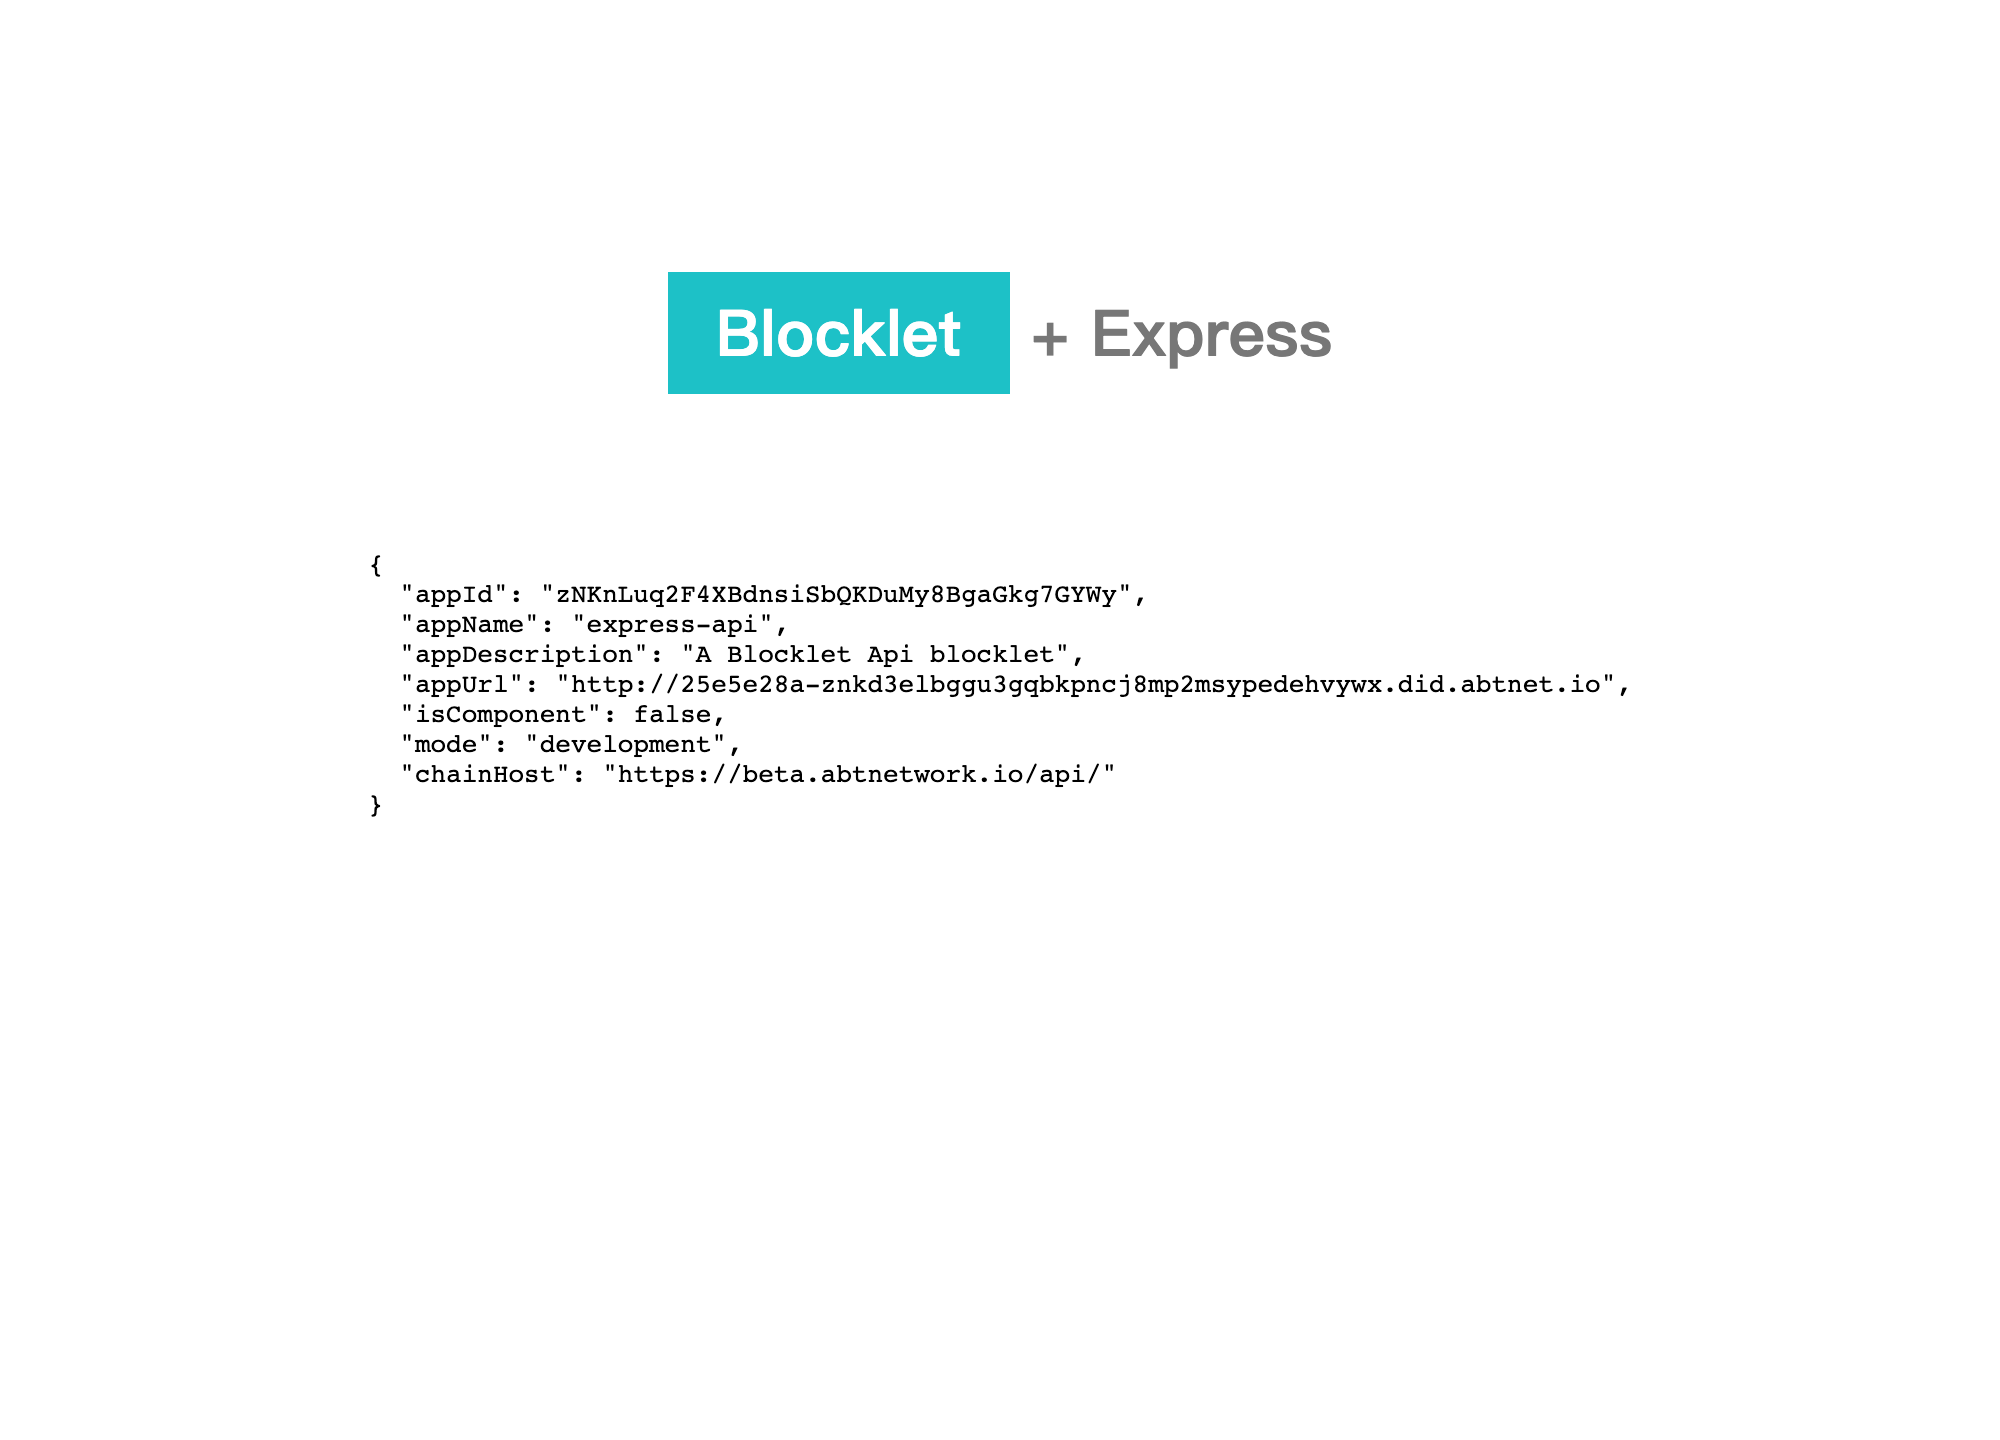 Blocklet + Express
{
  "appId": "zNKnLuq2F4XBdnsiSbQKDuMy8BgaGkg7GYWy",
  "appName": "express-api",
  "appDescription": "A Blocklet Api blocklet",
  "appUrl": "http://25e5e28a-znkd3elbggu3gqbkpncj8mp2msypedehvywx.did.abtnet.io",
  "isComponent": false,
  "mode": "development",
  "chainHost": "https://beta.abtnetwork.io/api/"
}